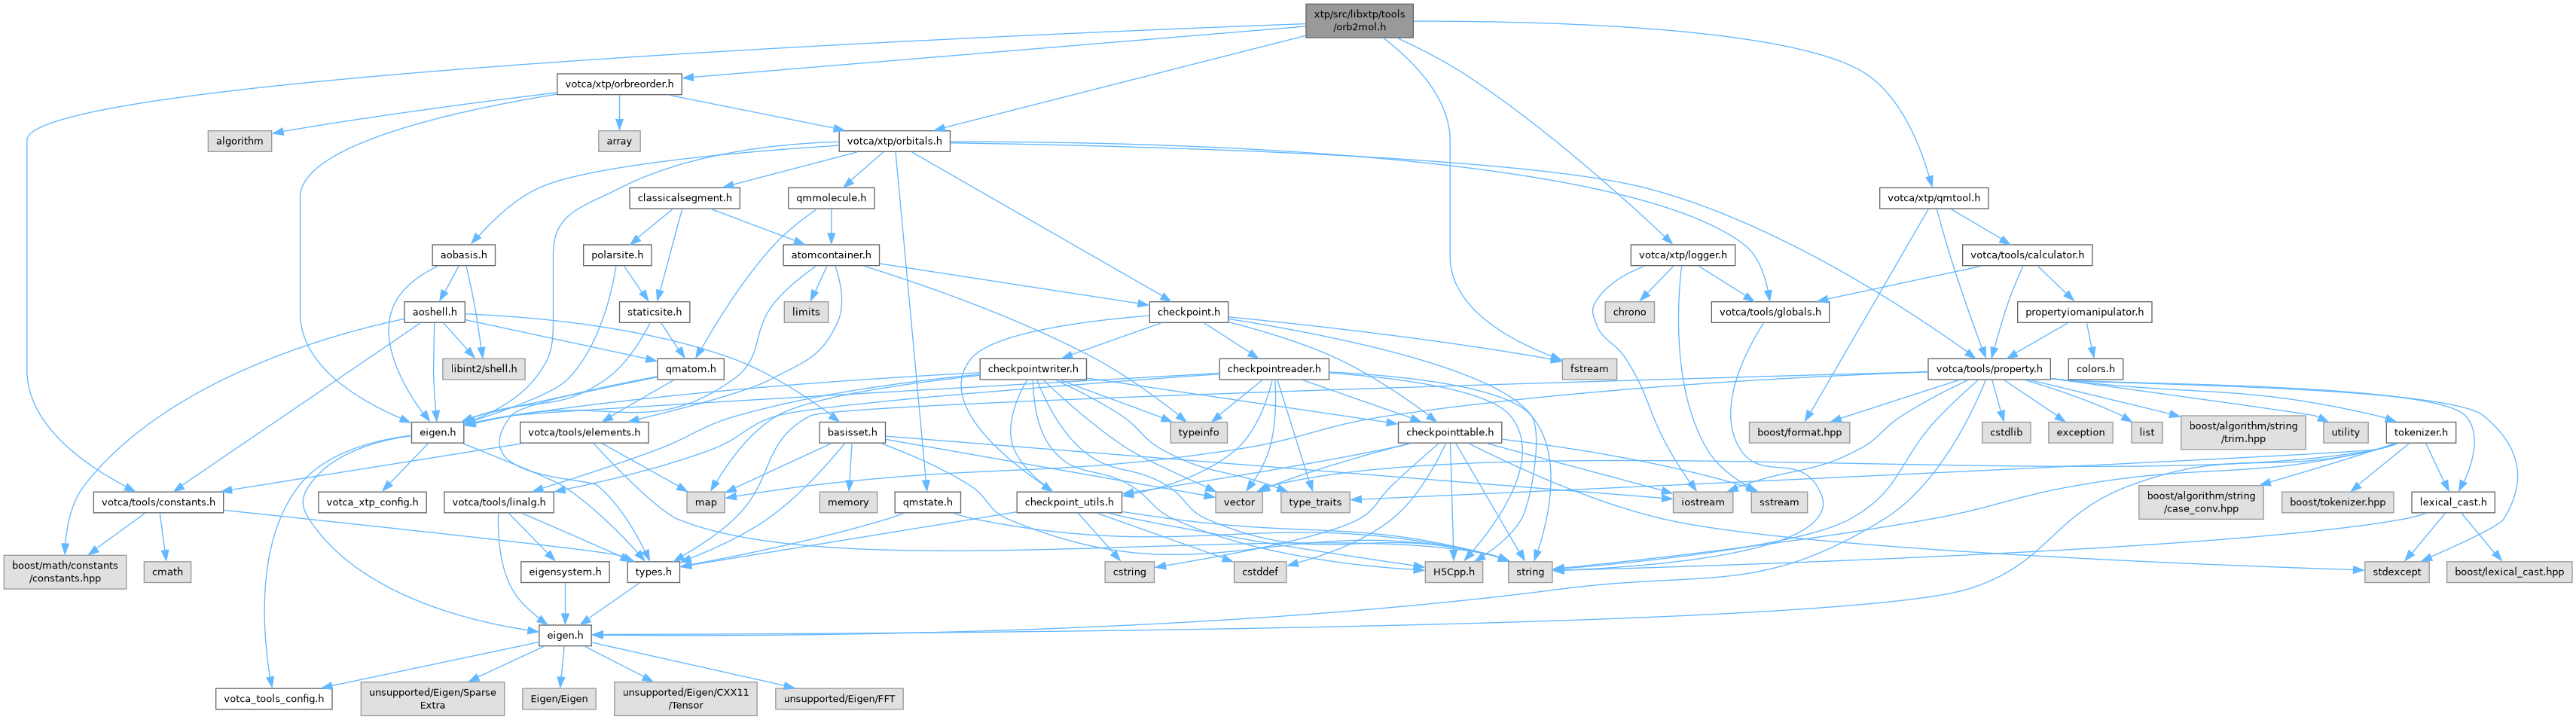 xtp/src/libxtp/tools
/orb2mol.h
votca/xtp/orbreorder.h
algorithm
array
votca/xtp/orbitals.h
classicalsegment.h
qmmolecule.h
votca/xtp/qmtool.h
aobasis.h
polarsite.h
atomcontainer.h
votca/xtp/logger.h
votca/tools/calculator.h
aoshell.h
staticsite.h
limits
checkpoint.h
chrono
votca/tools/globals.h
propertyiomanipulator.h
libint2/shell.h
qmatom.h
checkpointwriter.h
checkpointreader.h
fstream
votca/tools/property.h
colors.h
eigen.h
votca/tools/elements.h
typeinfo
basisset.h
checkpointtable.h
boost/format.hpp
cstdlib
exception
list
boost/algorithm/string
/trim.hpp
utility
tokenizer.h
votca/tools/constants.h
votca_xtp_config.h
votca/tools/linalg.h
map
memory
qmstate.h
checkpoint_utils.h
vector
type_traits
iostream
sstream
boost/algorithm/string
/case_conv.hpp
boost/tokenizer.hpp
lexical_cast.h
boost/math/constants
/constants.hpp
cmath
eigensystem.h
types.h
cstring
cstddef
H5Cpp.h
string
stdexcept
boost/lexical_cast.hpp
eigen.h
votca_tools_config.h
unsupported/Eigen/Sparse
Extra
Eigen/Eigen
unsupported/Eigen/CXX11
/Tensor
unsupported/Eigen/FFT